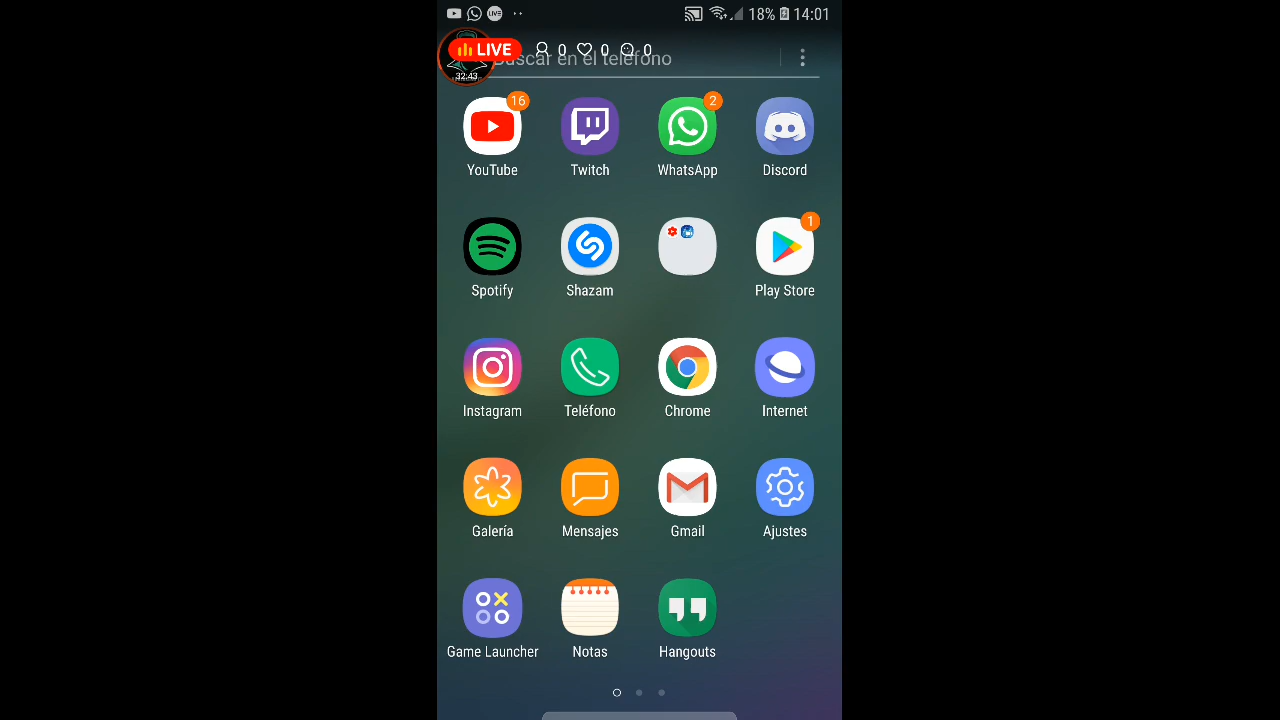 LIVE 18% 14:01
LIVE 0 0 0
Buscar en el teléfono
32:43
16 2
YouTube Twitch WhatsApp Discord
1
Spotify Shazam Play Store
Instagram Teléfono Chrome Internet
Galería Mensajes Gmail Ajustes
Game Launcher Notas Hangouts